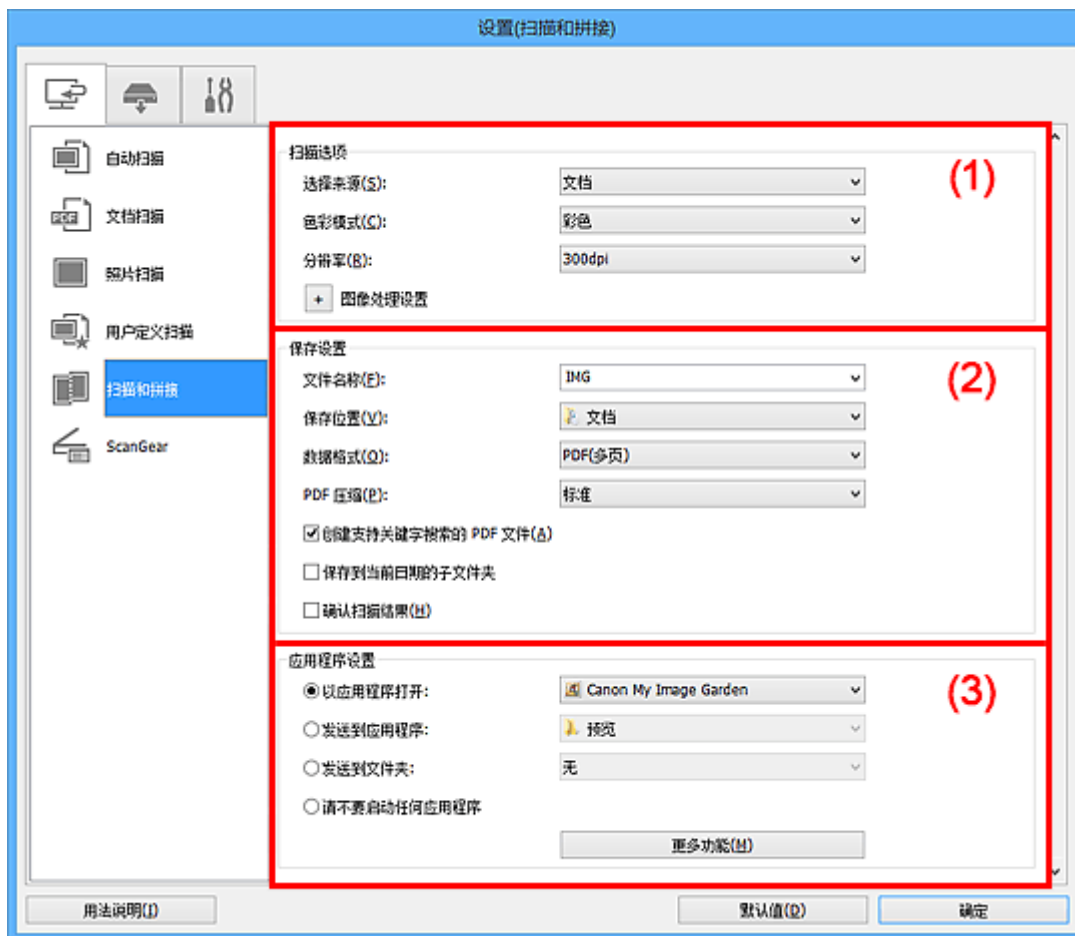 设置(扫描和拼接)
自动扫描
PDF
文档扫描
照片扫描
用户定义扫描
扫描和拼接
ScanGear
扫描选项
(1)
选择来源(S): 文档
色彩模式(C): 彩色
分辨率(R): 300dpi
+ 图像处理设置
保存设置
(2)
文件名称(F): IMG
保存位置(V): 文档
数据格式(O): PDF(多页)
PDF 压缩(P): 标准
创建支持关键字搜索的 PDF 文件(A)
保存到当前日期的子文件夹
确认扫描结果(H)
应用程序设置
(3)
以应用程序打开: Canon My Image Garden
发送到应用程序: 预览
发送到文件夹: 无
请不要启动任何应用程序
更多功能(M)
用法说明(I) 默认值(D) 确定